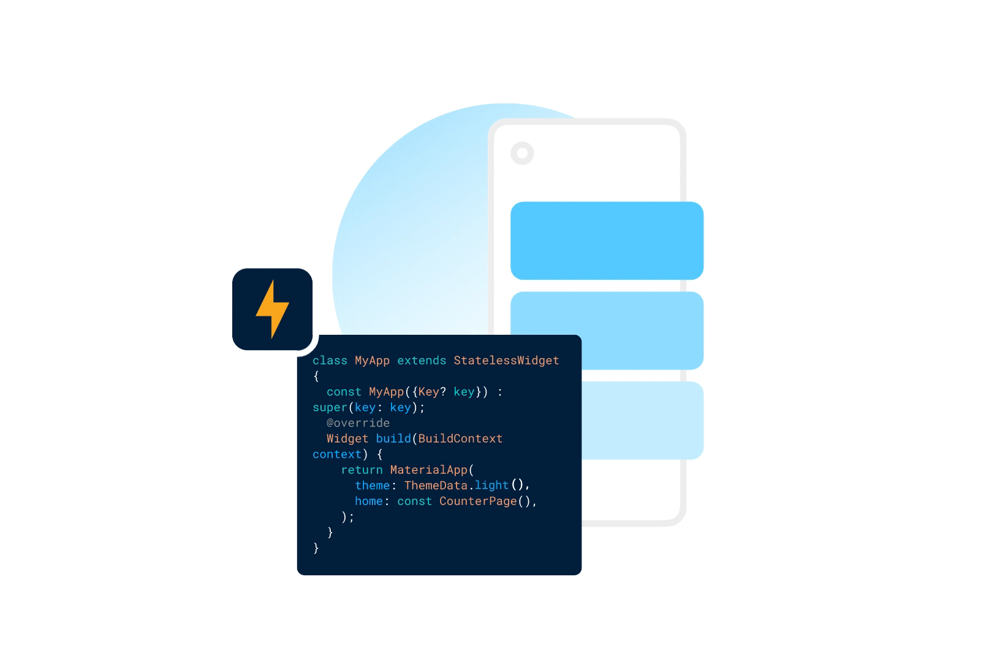 class MyApp extends StatelessWidget
{
  const MyApp({Key? key}) :
super(key: key);
  @override
  Widget build(BuildContext
context) {
    return MaterialApp(
      theme: ThemeData.light(),
      home: const CounterPage(),
    );
  }
}